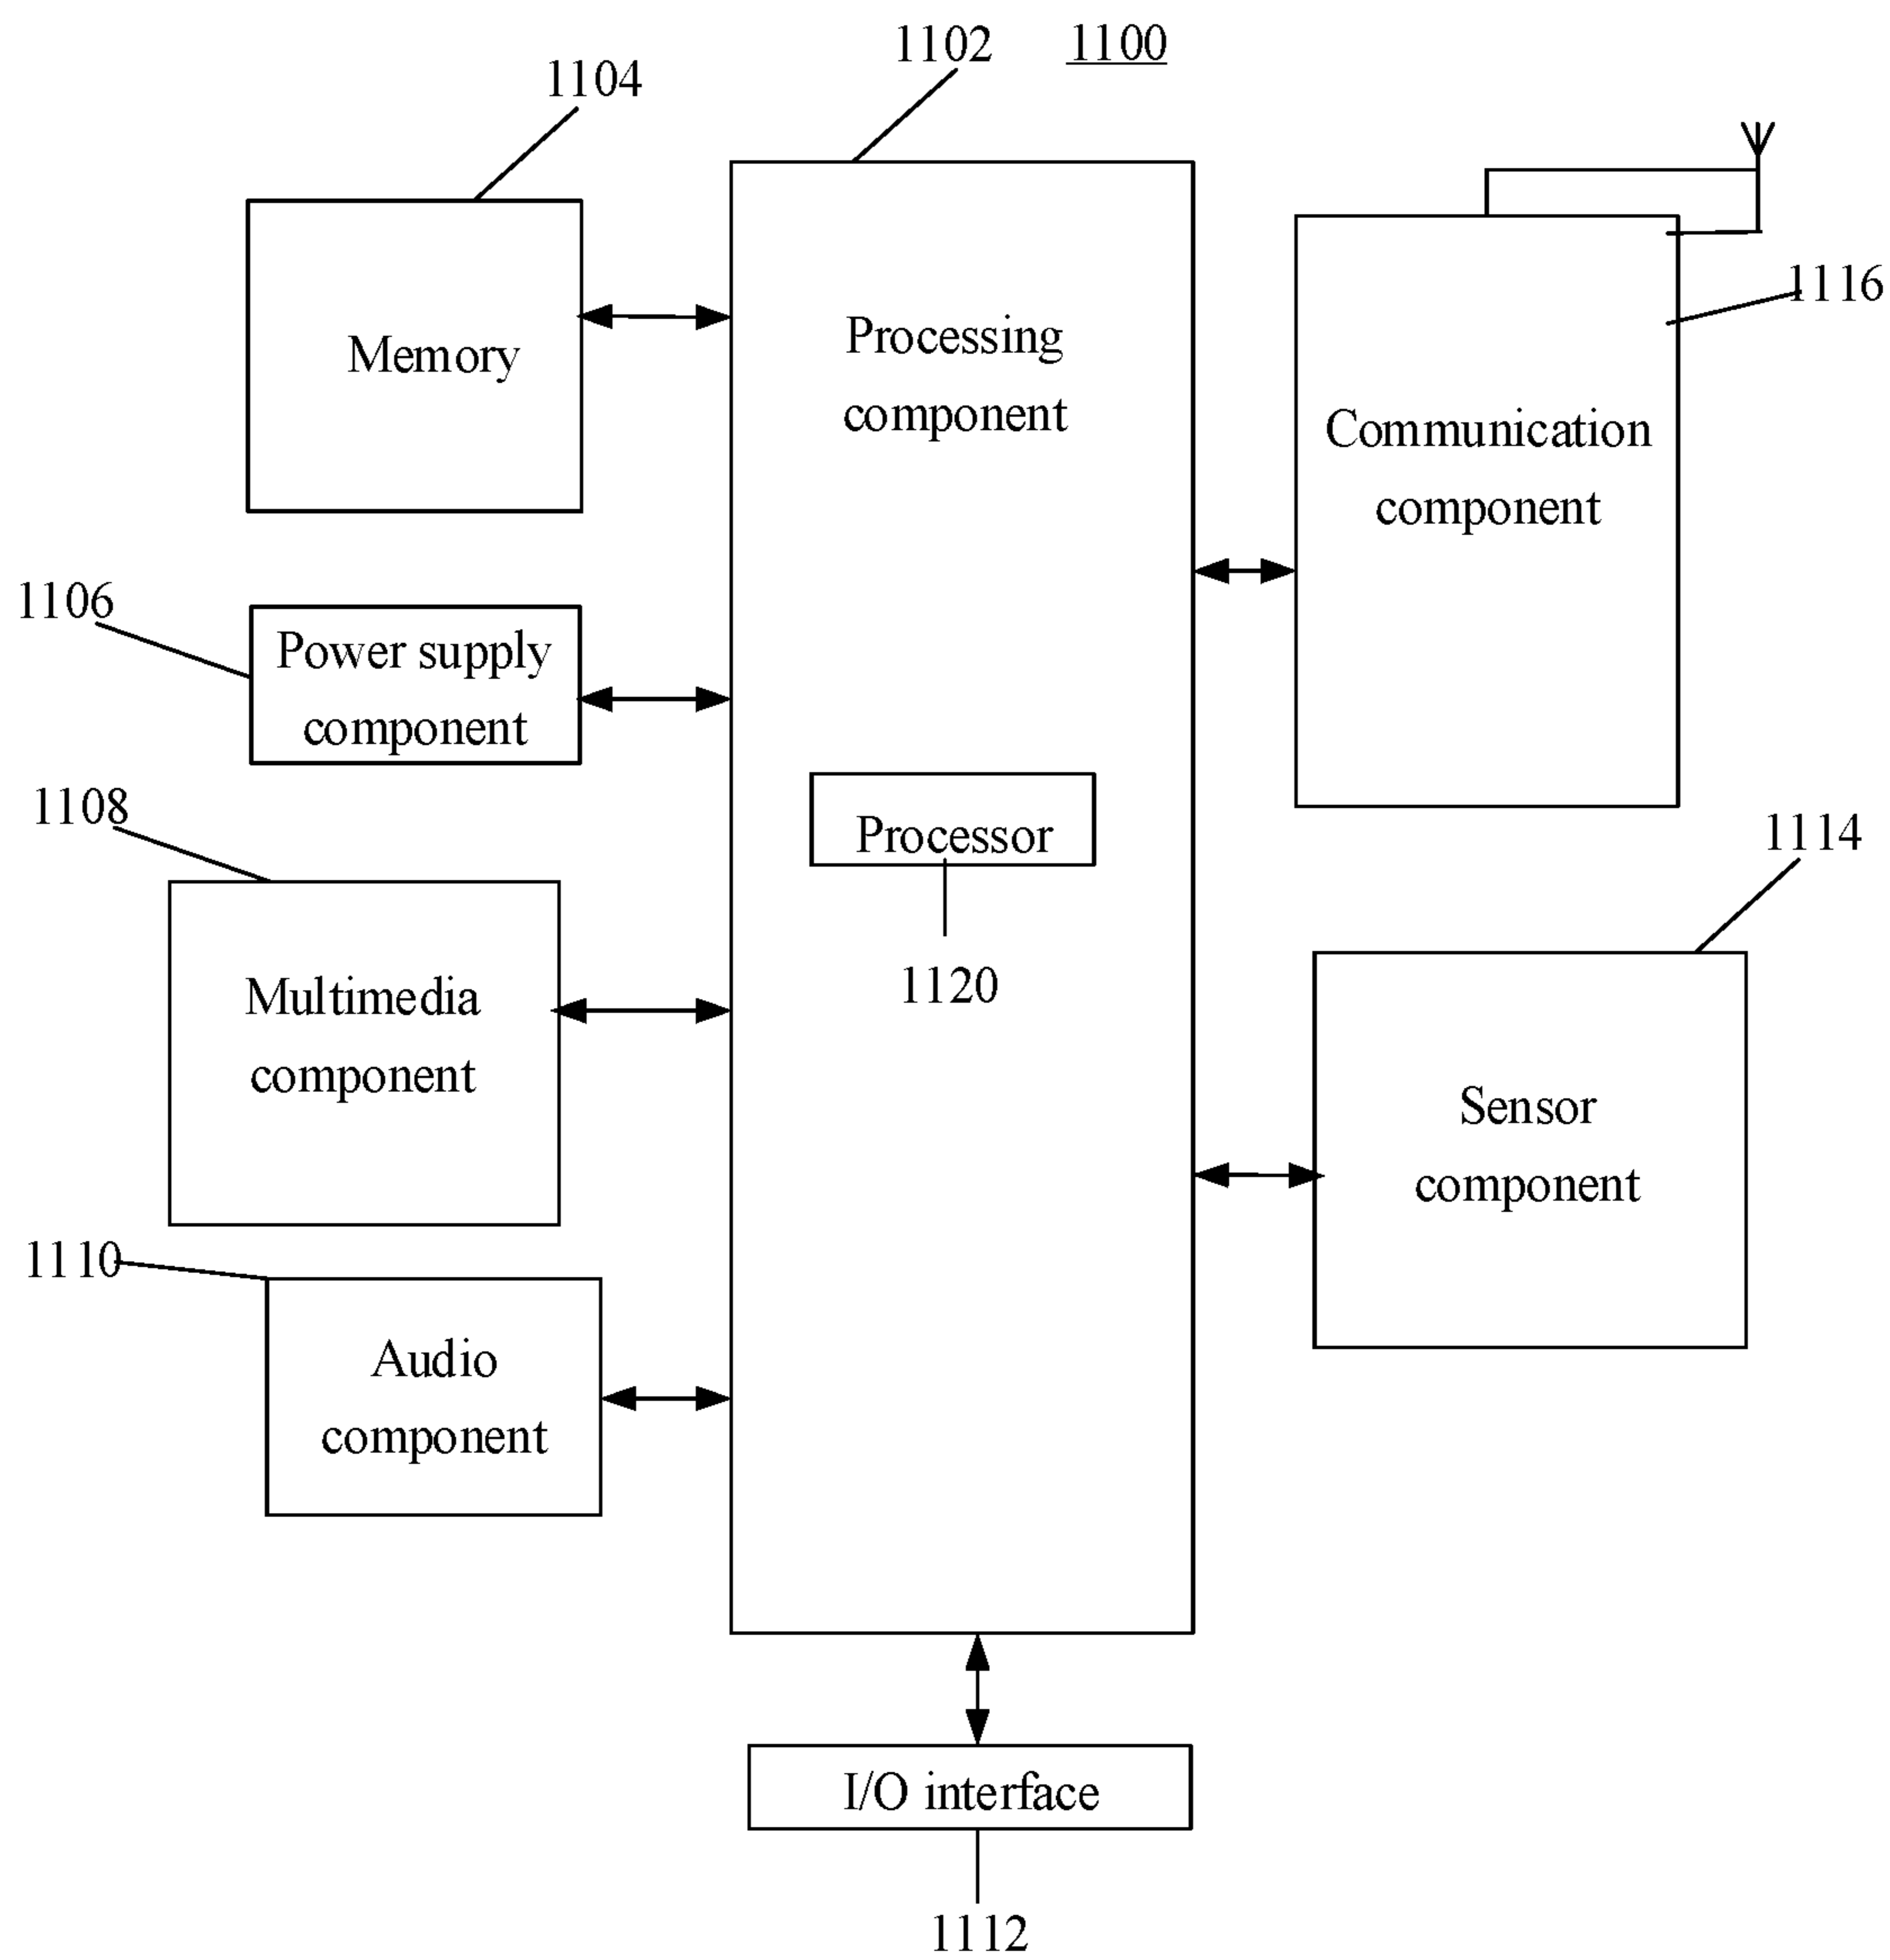 1102
1100
1104
Memory
Processing
component
1116
Communication
component
1106
Power supply
component
1108
Processor
1114
1120
Multimedia
component
Sensor
component
1110
Audio
component
I/O interface
1112